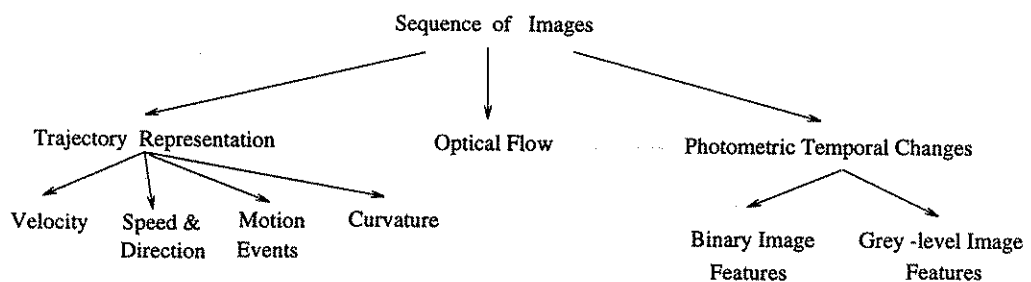 Sequence of Images
Trajectory Representation
Optical Flow
Photometric Temporal Changes
Velocity
Speed &
Direction
Motion
Events
Curvature
Binary Image
Features
Grey -level Image
Features